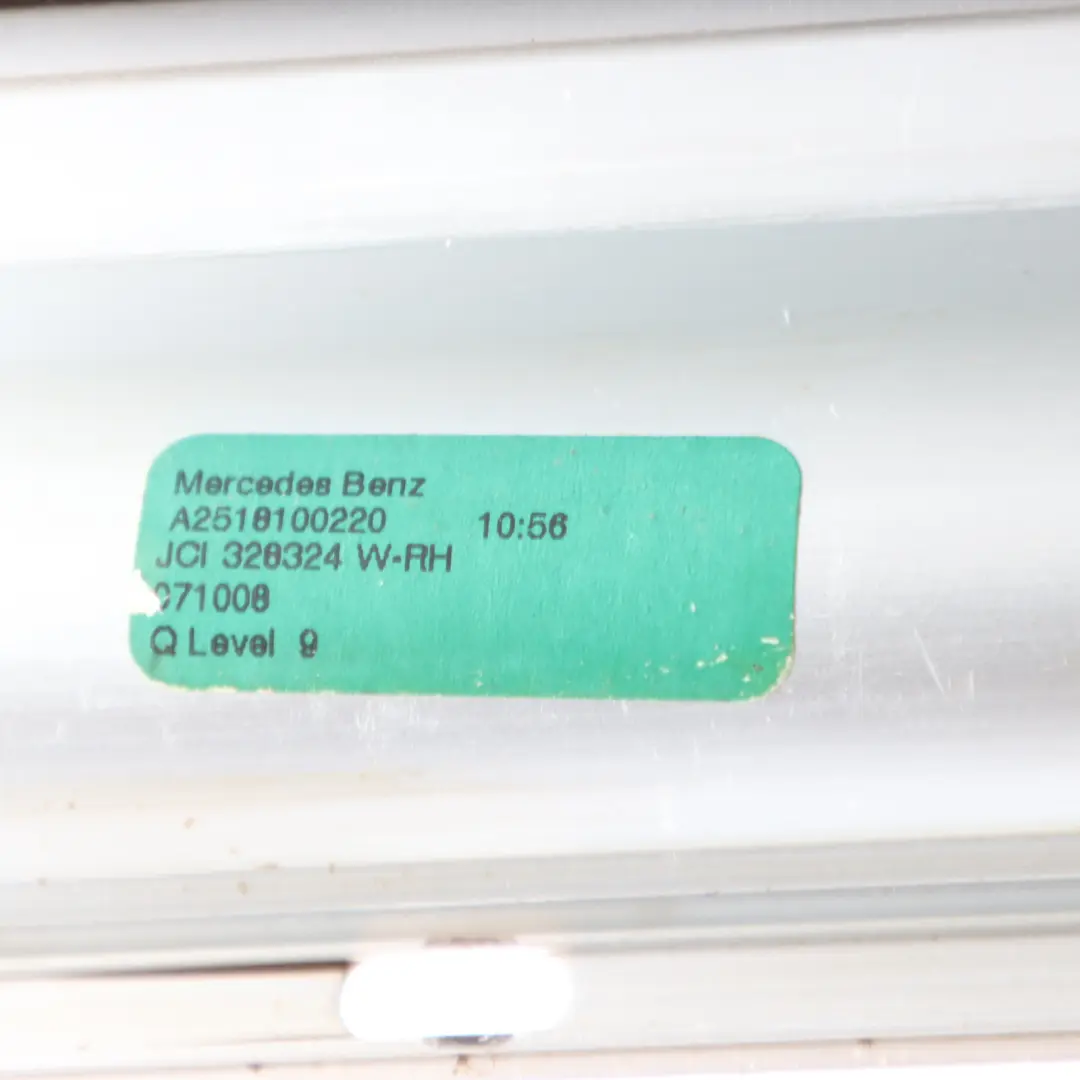 Mercedes Benz
A2518100220 10:56
JCI 328324 W-RH
071008
Q Level 9